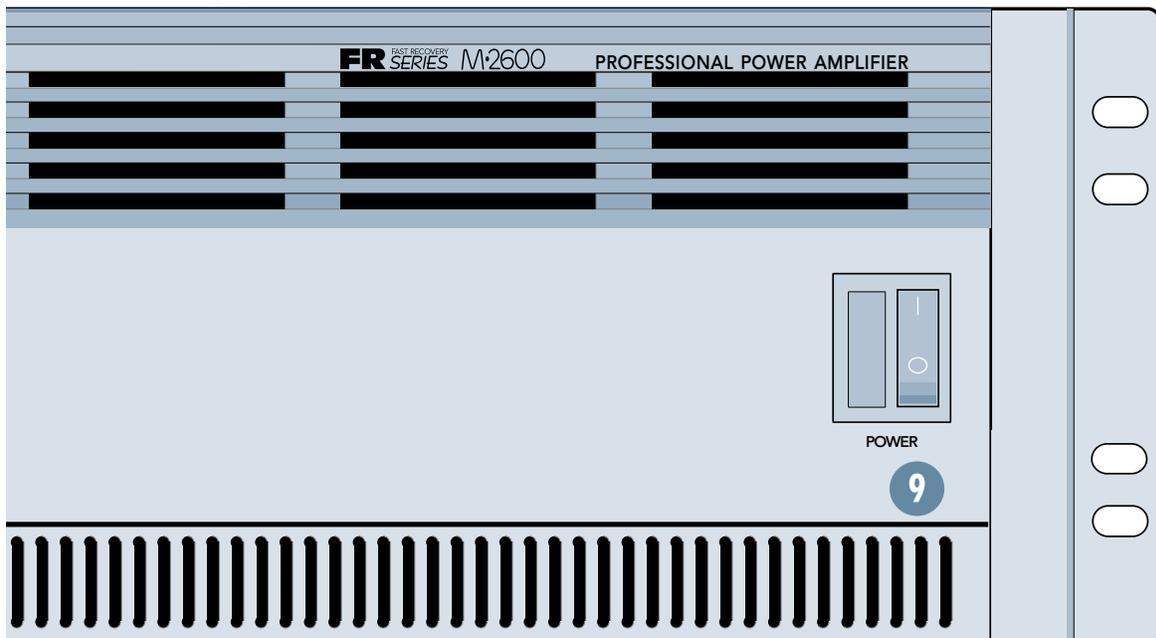 FR FAST RECOVERY SERIES M·2600 PROFESSIONAL POWER AMPLIFIER
POWER
9